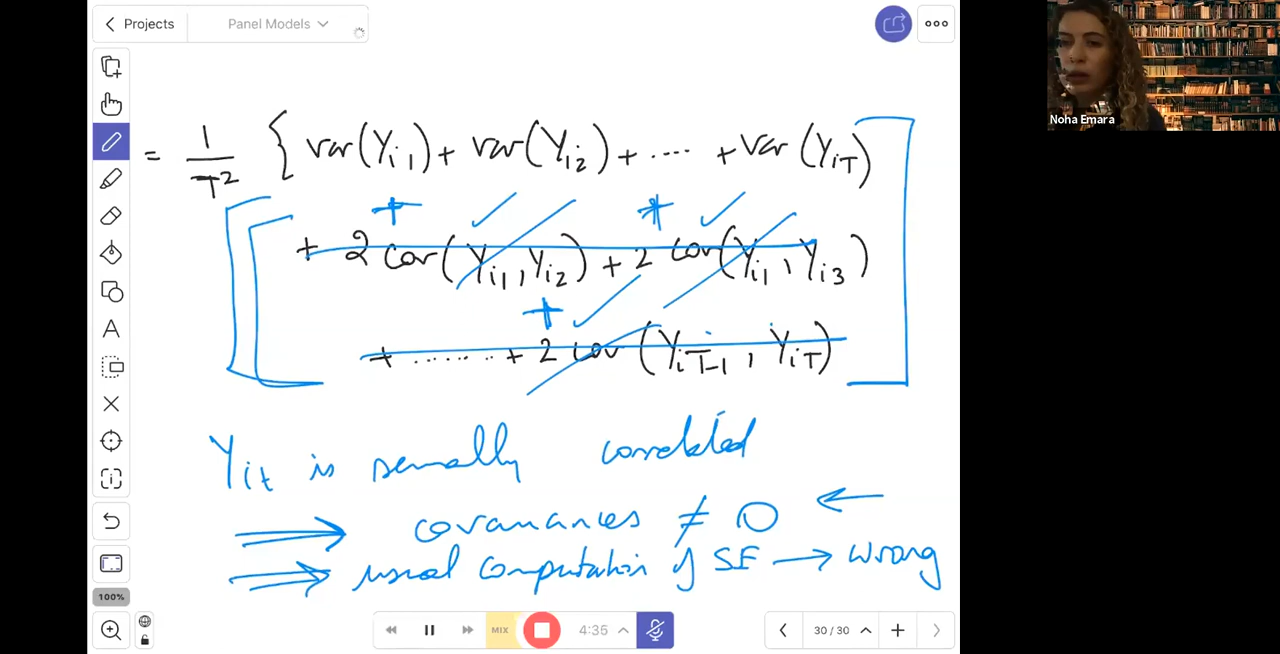 Projects
Panel Models
Noha Emara
= 1/T² { var(Yi1) + var(Yi2) + .... + var(YiT)
+ +
+ 2 cov(Yi1, Yi2) + 2 cov(Yi1, Yi3)
+
+ ....... + 2 cov(YiT-1, YiT)
Yit is serially correlated
⟹ covariances ≠ 0 ←
⟹ usual computation of SE → wrong
A
100%
MIX
4:35
30 / 30